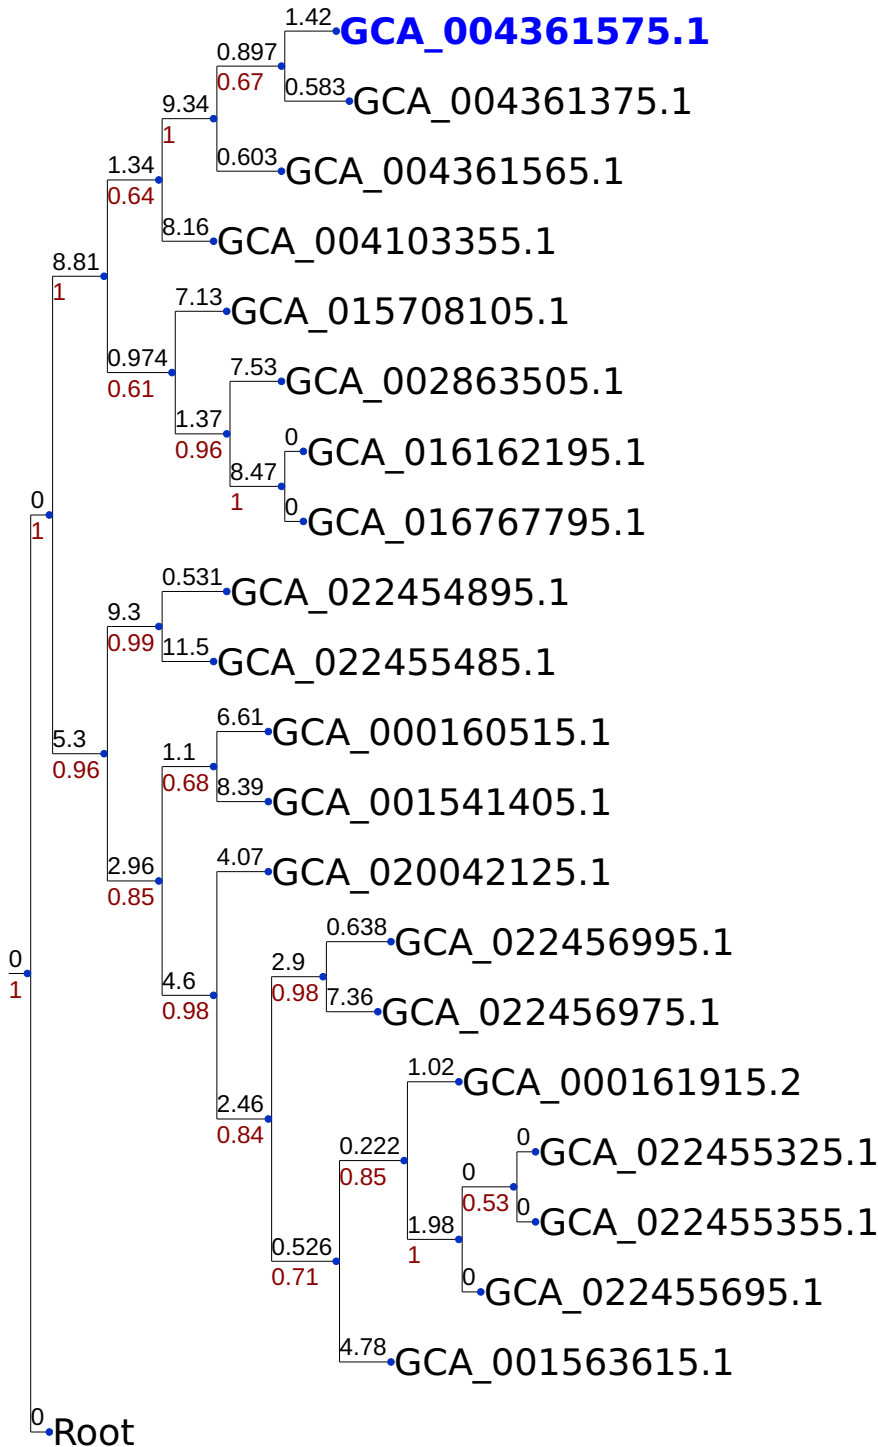 1.42
GCA_004361575.1
0.897
0.67
0.583
GCA_004361375.1
9.34
1
0.603
GCA_004361565.1
1.34
0.64
8.16
GCA_004103355.1
8.81
1
7.13
GCA_015708105.1
0.974
0.61
7.53
GCA_002863505.1
1.37
0.96
0
GCA_016162195.1
8.47
1
0
GCA_016767795.1
0
1
0.531
GCA_022454895.1
9.3
0.99
11.5
GCA_022455485.1
5.3
0.96
6.61
GCA_000160515.1
1.1
0.68
8.39
GCA_001541405.1
2.96
0.85
4.07
GCA_020042125.1
0.638
GCA_022456995.1
0
1
2.9
0.98
4.6
0.98
7.36
GCA_022456975.1
1.02
GCA_000161915.2
2.46
0.84
0.222
0.85
0
GCA_022455325.1
0
0.53
0
GCA_022455355.1
1.98
1
0.526
0.71
0
GCA_022455695.1
4.78
GCA_001563615.1
0
Root